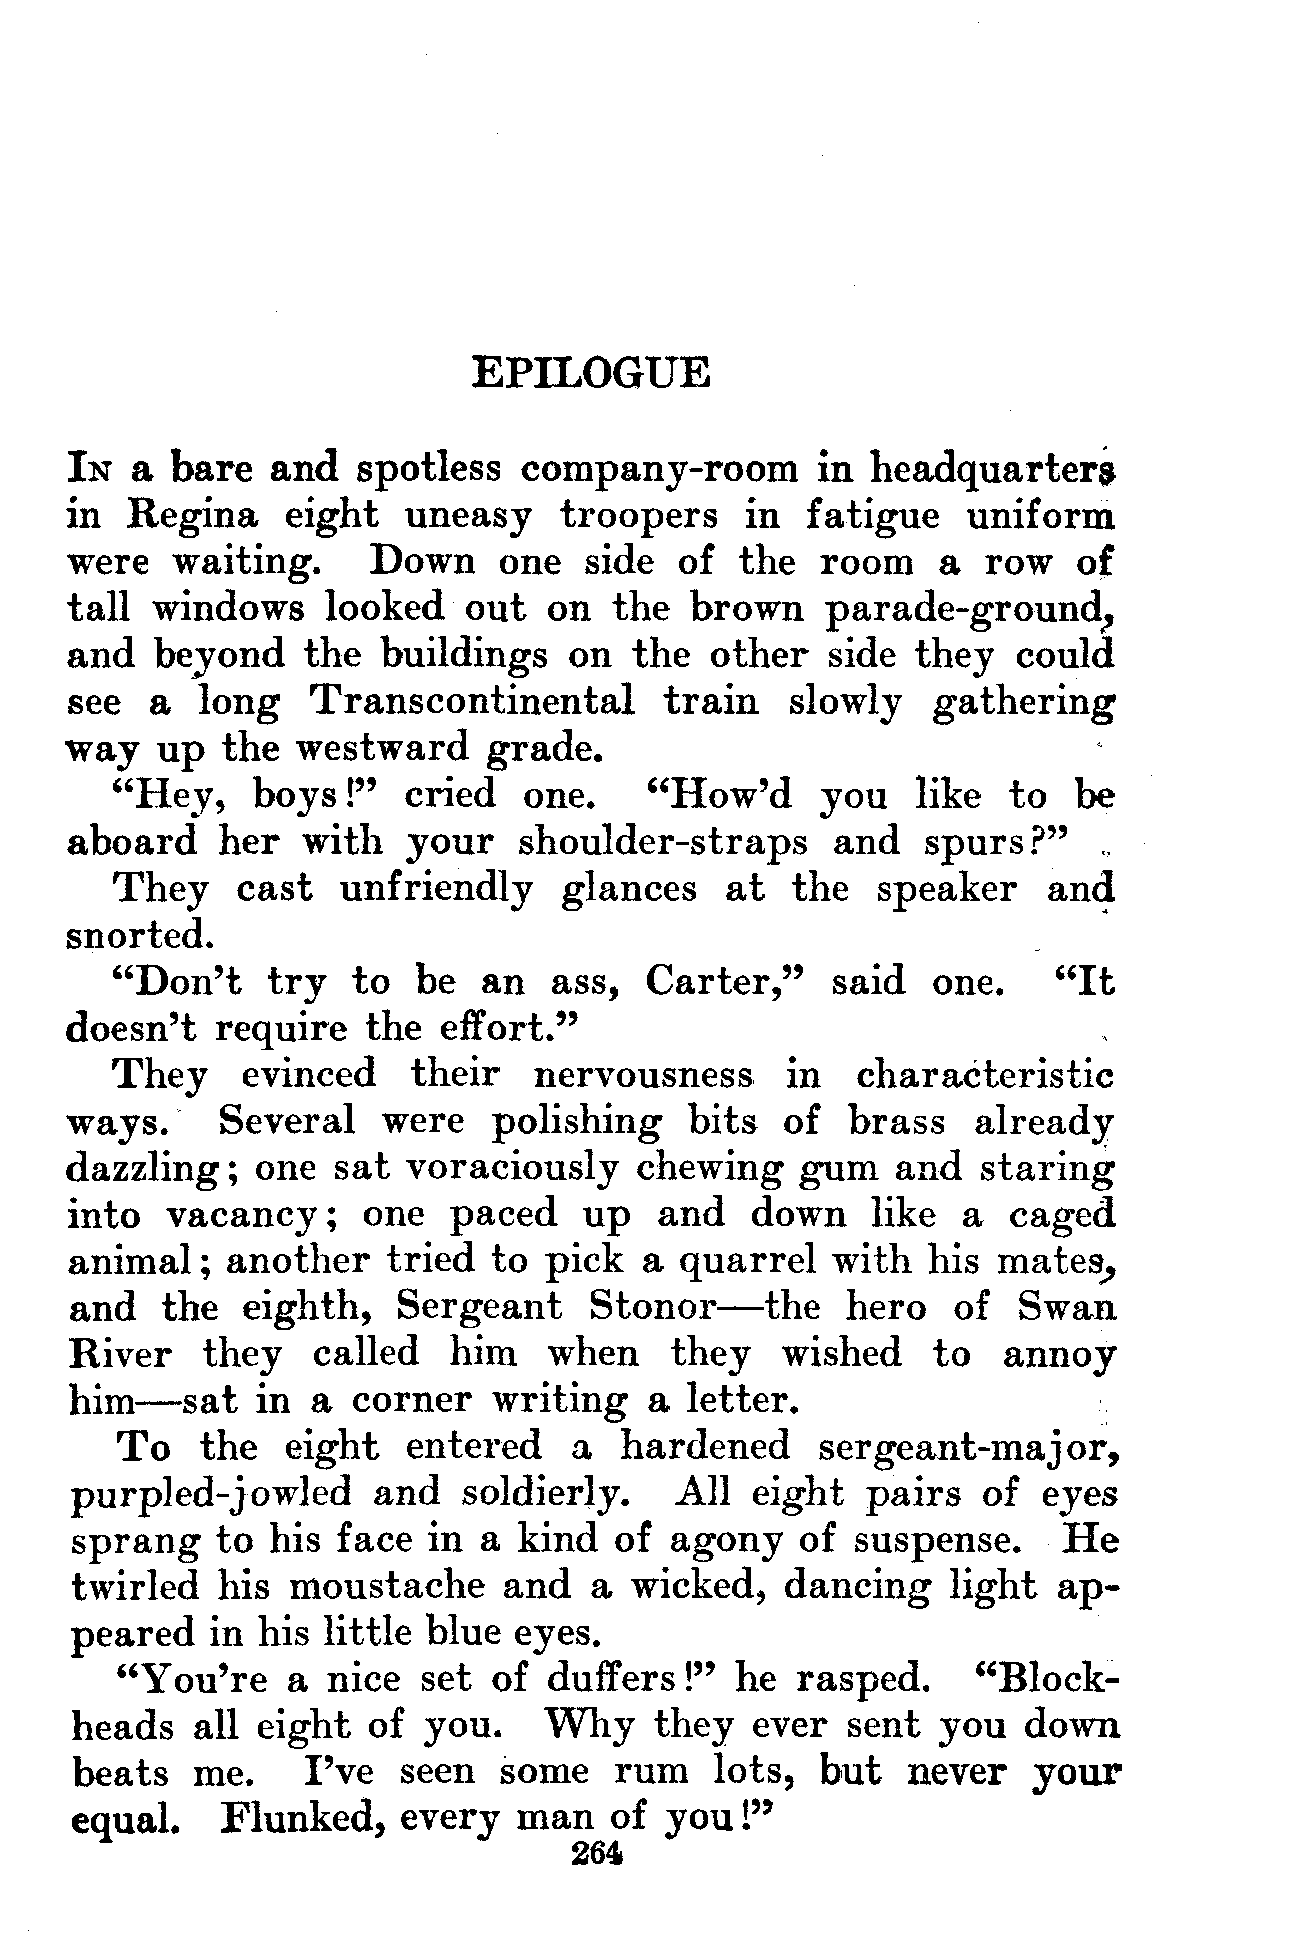 EPILOGUE
In a bare and spotless company-room in headquarters
in Regina eight uneasy troopers in fatigue uniform
were waiting. Down one side of the room a row of
tall windows looked out on the brown parade-ground,
and beyond the buildings on the other side they could
see a long Transcontinental train slowly gathering
way up the westward grade.
“Hey, boys!” cried one. “How’d you like to be
aboard her with your shoulder-straps and spurs?”
They cast unfriendly glances at the speaker and
snorted.
“Don’t try to be an ass, Carter,” said one. “It
doesn’t require the effort.”
They evinced their nervousness in characteristic
ways. Several were polishing bits of brass already
dazzling; one sat voraciously chewing gum and staring
into vacancy; one paced up and down like a caged
animal; another tried to pick a quarrel with his mates,
and the eighth, Sergeant Stonor—the hero of Swan
River they called him when they wished to annoy
him—sat in a corner writing a letter.
To the eight entered a hardened sergeant-major,
purpled-jowled and soldierly. All eight pairs of eyes
sprang to his face in a kind of agony of suspense. He
twirled his moustache and a wicked, dancing light ap-
peared in his little blue eyes.
“You’re a nice set of duffers!” he rasped. “Block-
heads all eight of you. Why they ever sent you down
beats me. I’ve seen some rum lots, but never your
equal. Flunked, every man of you!”
264